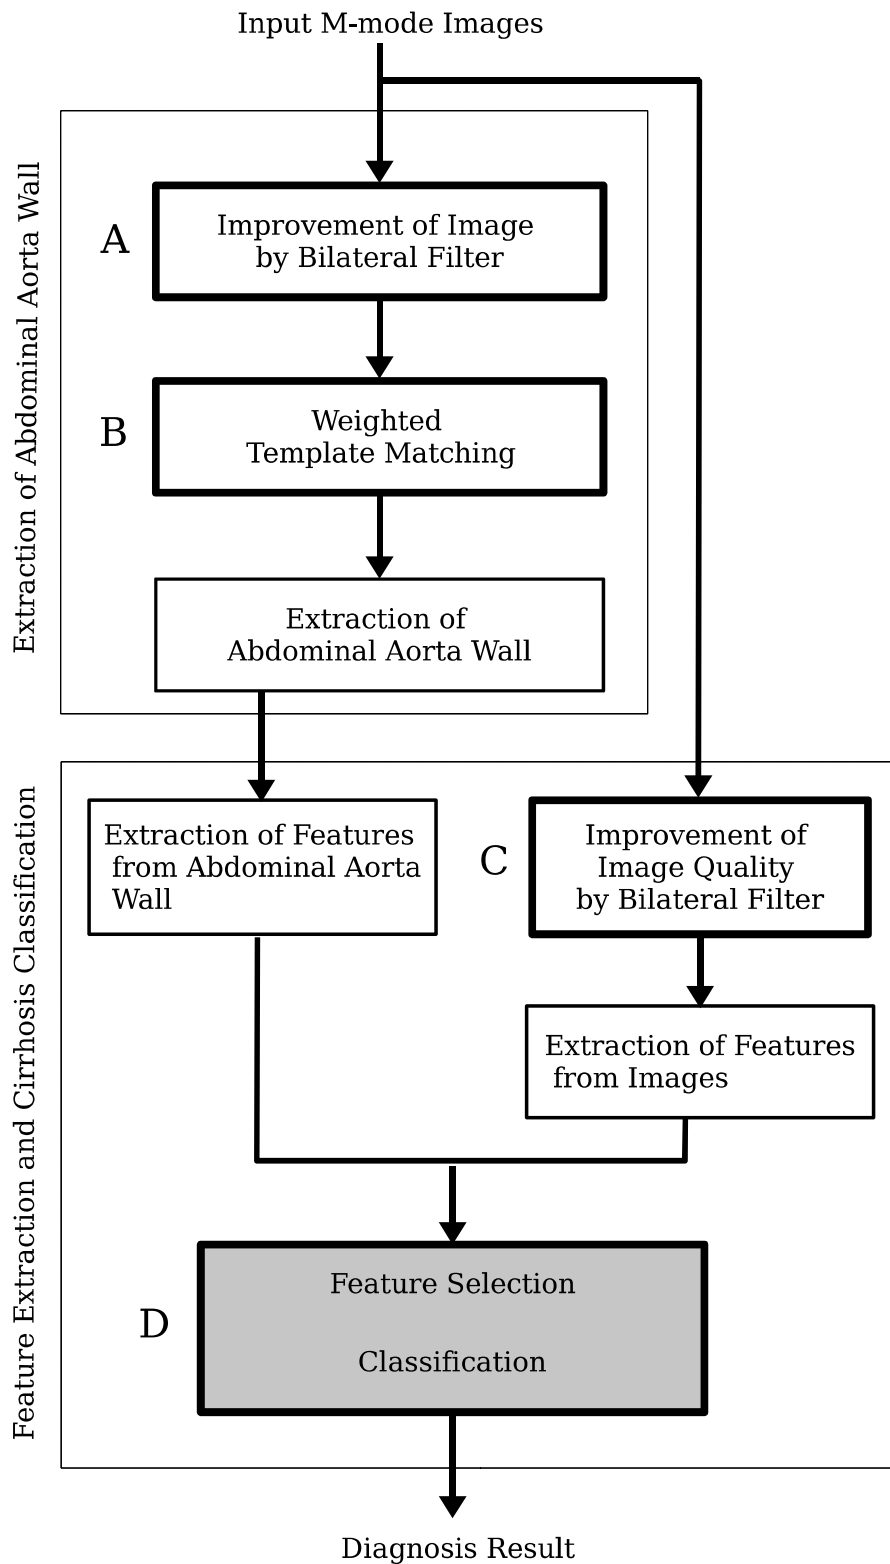 Input M-mode Images
Extraction of Abdominal Aorta Wall
A
Improvement of Image
by Bilateral Filter
B
Weighted
Template Matching
Extraction of
Abdominal Aorta Wall
Feature Extraction and Cirrhosis Classification
Extraction of Features
from Abdominal Aorta
Wall
C
Improvement of
Image Quality
by Bilateral Filter
Extraction of Features
from Images
D
Feature Selection
Classification
Diagnosis Result